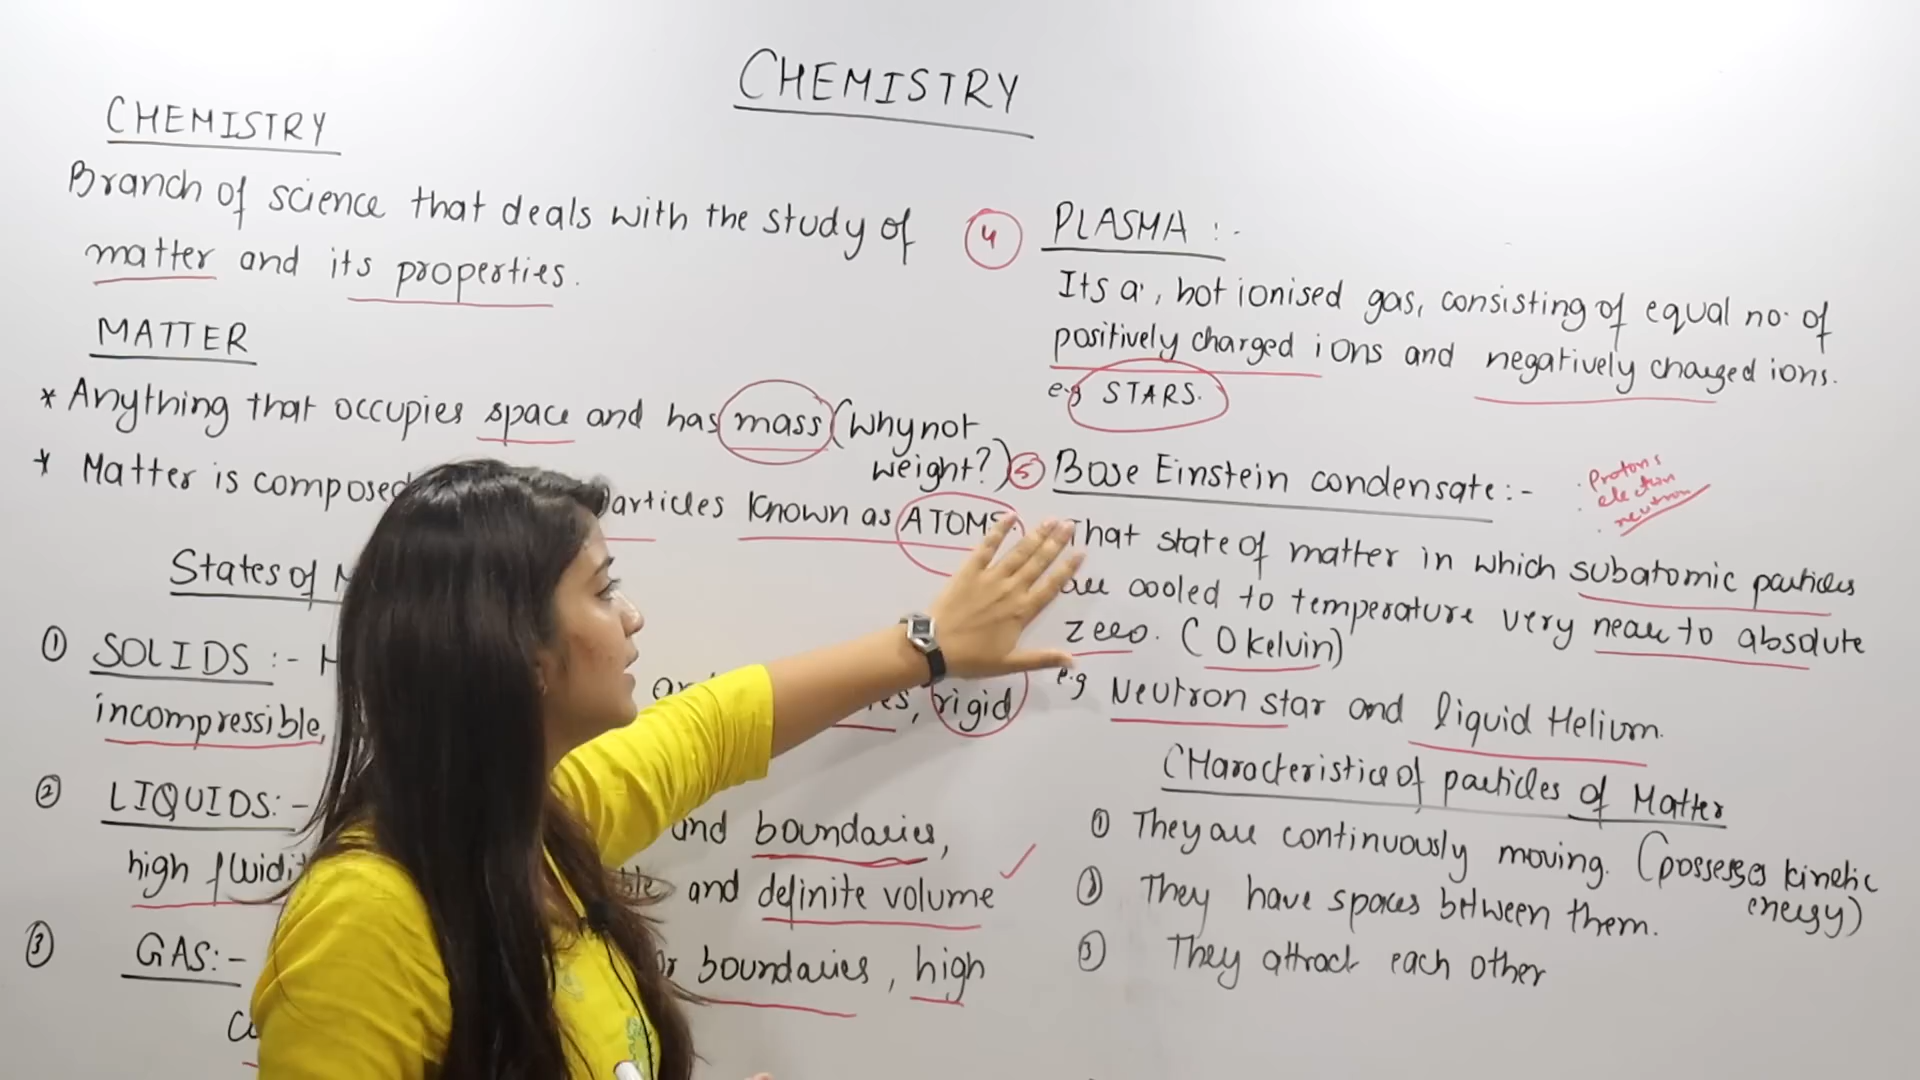 CHEMISTRY
CHEMISTRY
Branch of science that deals with the study of
matter and its properties.
MATTER
* Anything that occupies space and has mass (why not
weight?)
* Matter is composed articles known as ATOMS.
States of M
① SOLIDS :- H
incompressible, rigid
② LIQUIDS:- and boundaries,
high fluidi and definite volume
③ GAS:- or boundaries, high
4 PLASMA :-
Its a, hot ionised gas, consisting of equal no. of
positively charged ions and negatively charged ions.
e.g STARS.
5 Bose Einstein condensate:-
· Protons
· electron
· neutron
That state of matter in which subatomic particles
are cooled to temperature very near to absolute
zero. (0 kelvin)
e.g Neutron star and liquid Helium.
CHaracteristics of particles of Matter
① They are continuously moving. (possesses kinetic
energy)
② They have spaces between them.
③ They attract each other